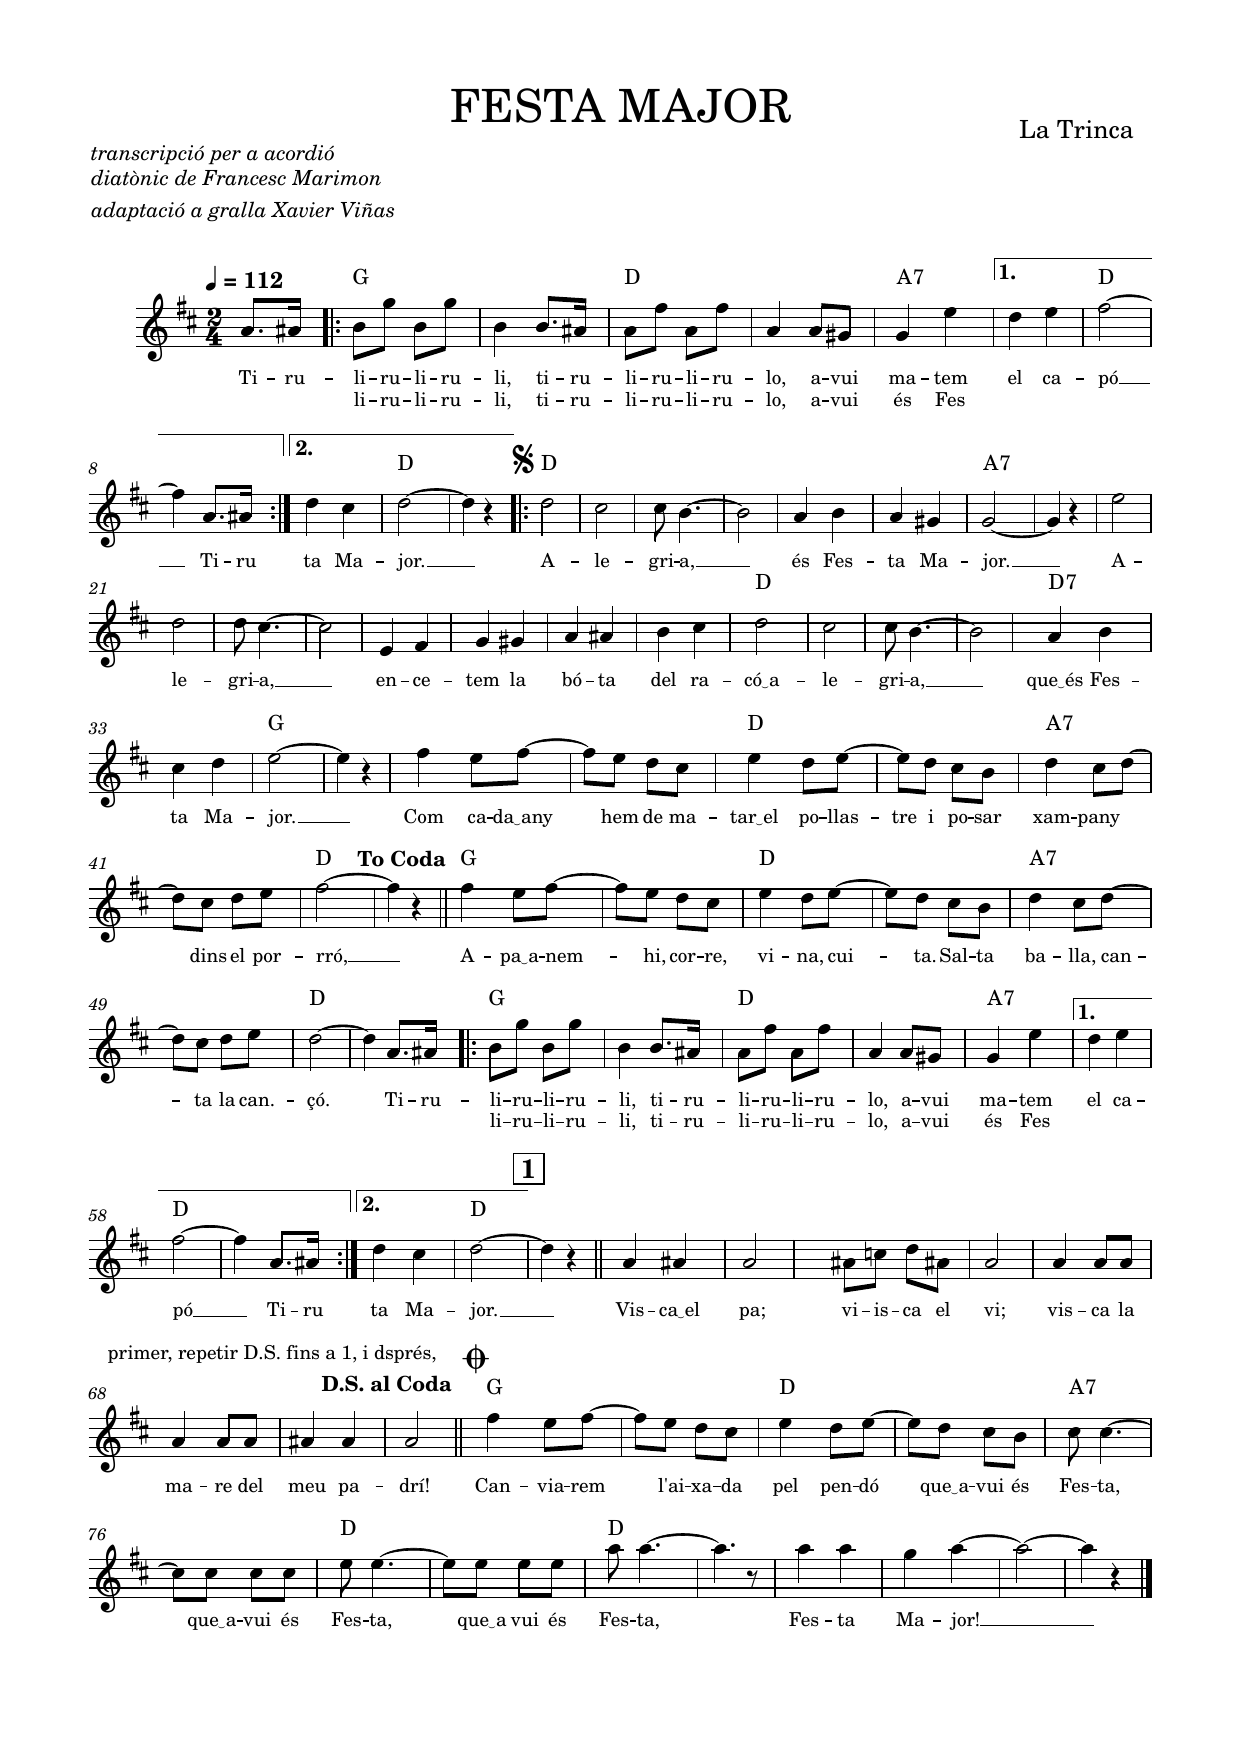 FESTA MAJOR
La Trinca
transcripció per a acordió
diatònic de Francesc Marimon
adaptació a gralla Xavier Viñas
♩ = 112 G D A7 1. D
Ti – ru – li – ru – li – ru – li, ti – ru – li – ru – li – ru – lo, a – vui ma – tem el ca – pó
li – ru – li – ru – li, ti – ru – li – ru – li – ru – lo, a – vui és Fes
8 2. D D A7
Ti – ru ta Ma – jor. A – le – gri – a, és Fes – ta Ma – jor. A –
21 D D7
le – gri – a, en – ce – tem la bó – ta del ra – có‿a – le – gri – a, que‿és Fes –
33 G D A7
ta Ma – jor. Com ca – da‿any hem de ma – tar‿el po – llas – tre i po – sar xam – pany
41 D To Coda G D A7
dins el por – rró, A – pa‿a – nem – hi, cor – re, vi – na, cui – ta. Sal – ta ba – lla, can –
49 D G D A7 1.
– ta la can. – çó. Ti – ru – li – ru – li – ru – li, ti – ru – li – ru – li – ru – lo, a – vui ma – tem el ca –
li – ru – li – ru – li, ti – ru – li – ru – li – ru – lo, a – vui és Fes
1
58 D 2. D
pó Ti – ru ta Ma – jor. Vis – ca‿el pa; vi – is – ca el vi; vis – ca la
primer, repetir D.S. fins a 1, i dsprés,
68 D.S. al Coda G D A7
ma – re del meu pa – drí! Can – via – rem l'ai – xa – da pel pen – dó que‿a – vui és Fes – ta,
76 D D
que‿a – vui és Fes – ta, que‿a vui és Fes – ta, Fes – ta Ma – jor!